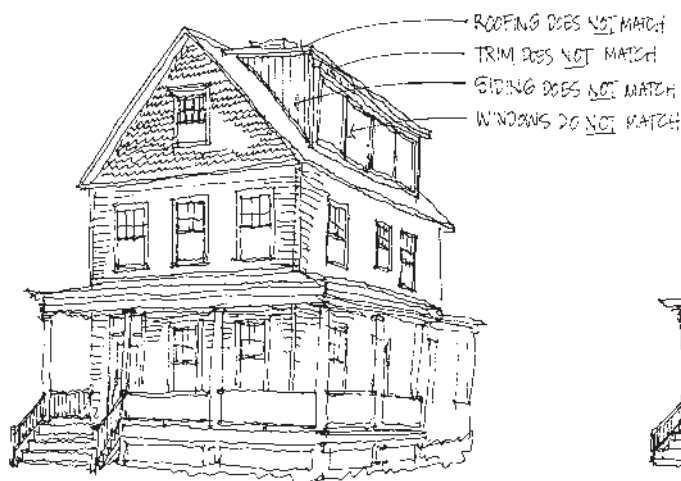 ROOFING DOES NOT MATCH
TRIM DOES NOT MATCH
SIDING DOES NOT MATCH
WINDOWS DO NOT MATCH